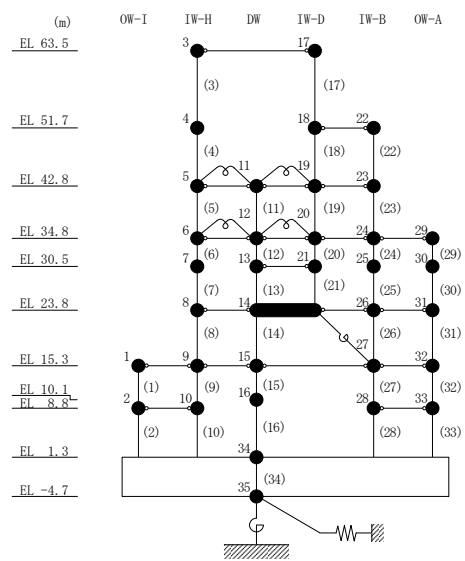 (m) OW-I IW-H DW IW-D IW-B OW-A
EL 63.5 3 17
(3) (17)
EL 51.7 4 18 22
(4) (18) (22)
EL 42.8 5 11 19 23
(5) (11) (19) (23)
EL 34.8 6 12 20 24 29
(6) (12) (20) (24) (29)
EL 30.5 7 13 21 25 30
(7) (13) (21) (25) (30)
EL 23.8 8 14 26 31
(8) (14) (26) (31)
27
EL 15.3 1 9 15 32
(1) (9) (15) (27) (32)
EL 10.1 16
EL 8.8 2 10 28 33
(2) (10) (16) (28) (33)
EL 1.3 34
(34)
EL -4.7 35